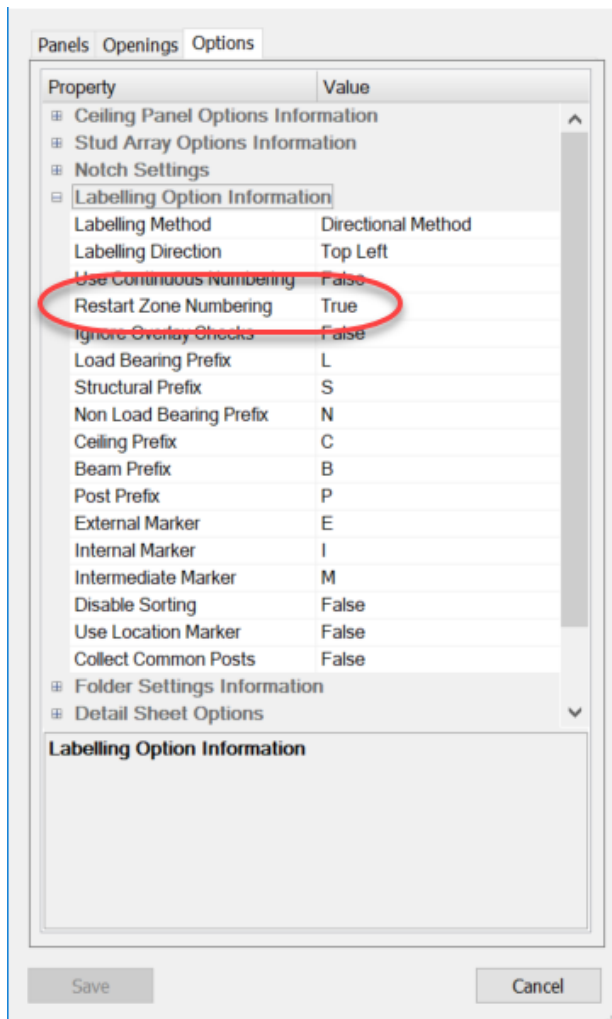 Panels Openings Options
Property Value
Ceiling Panel Options Information
Stud Array Options Information
Notch Settings
Labelling Option Information
Labelling Method Directional Method
Labelling Direction Top Left
Use Continuous Numbering False
Restart Zone Numbering True
Ignore Overlay Checks False
Load Bearing Prefix L
Structural Prefix S
Non Load Bearing Prefix N
Ceiling Prefix C
Beam Prefix B
Post Prefix P
External Marker E
Internal Marker I
Intermediate Marker M
Disable Sorting False
Use Location Marker False
Collect Common Posts False
Folder Settings Information
Detail Sheet Options
Labelling Option Information
Save Cancel